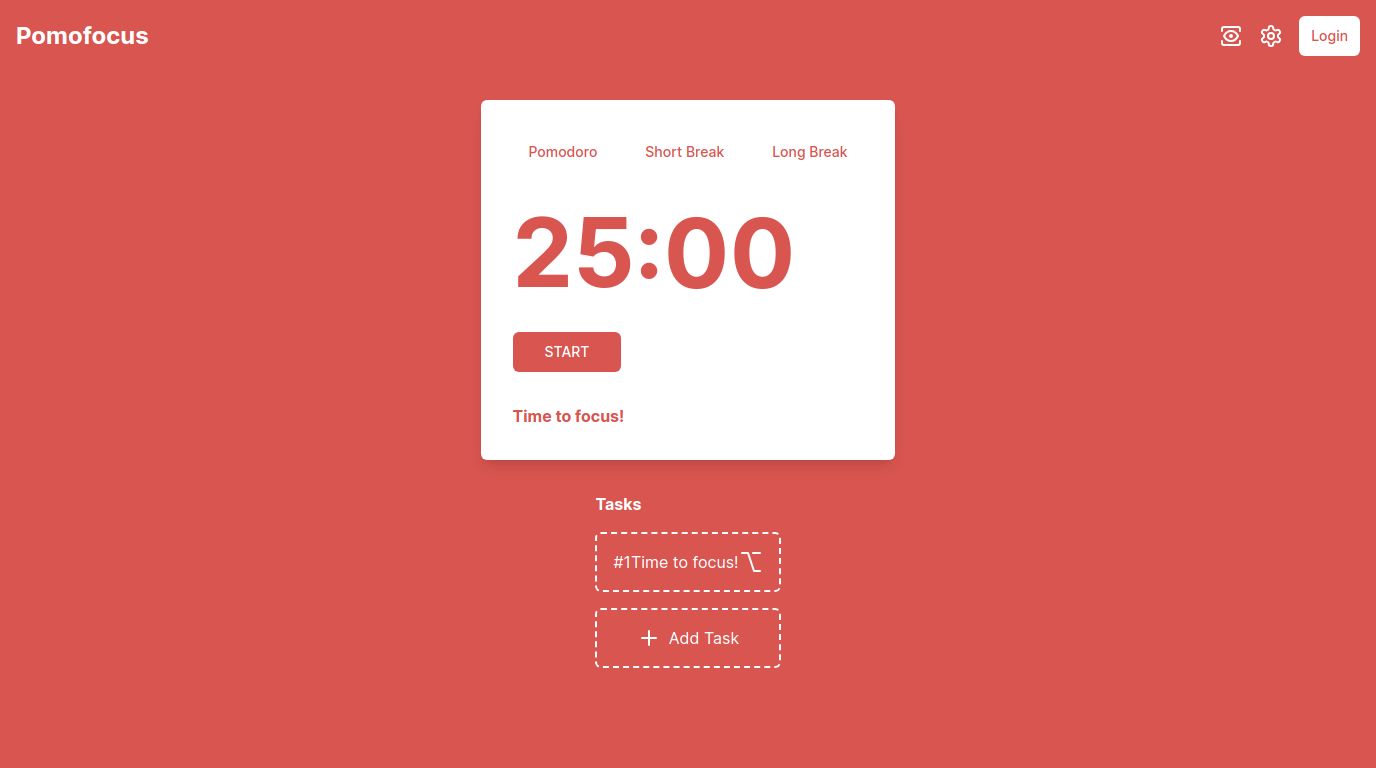 Pomofocus
Login
Pomodoro Short Break Long Break
25:00
START
Time to focus!
Tasks
#1Time to focus!
Add Task